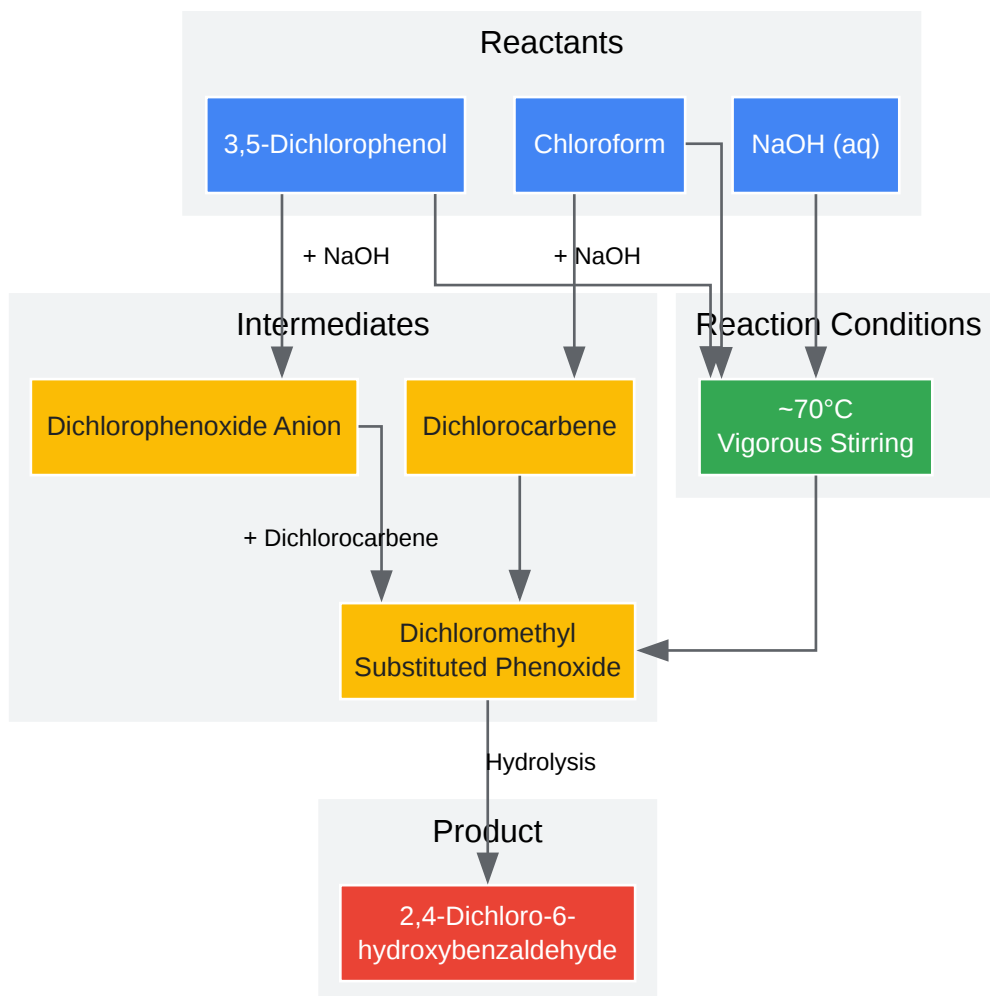 Reactants
3,5-Dichlorophenol
Chloroform
NaOH (aq)
+ NaOH
+ NaOH
Intermediates
Reaction Conditions
Dichlorophenoxide Anion
Dichlorocarbene
~70°C
Vigorous Stirring
+ Dichlorocarbene
Dichloromethyl
Substituted Phenoxide
Hydrolysis
Product
2,4-Dichloro-6-
hydroxybenzaldehyde